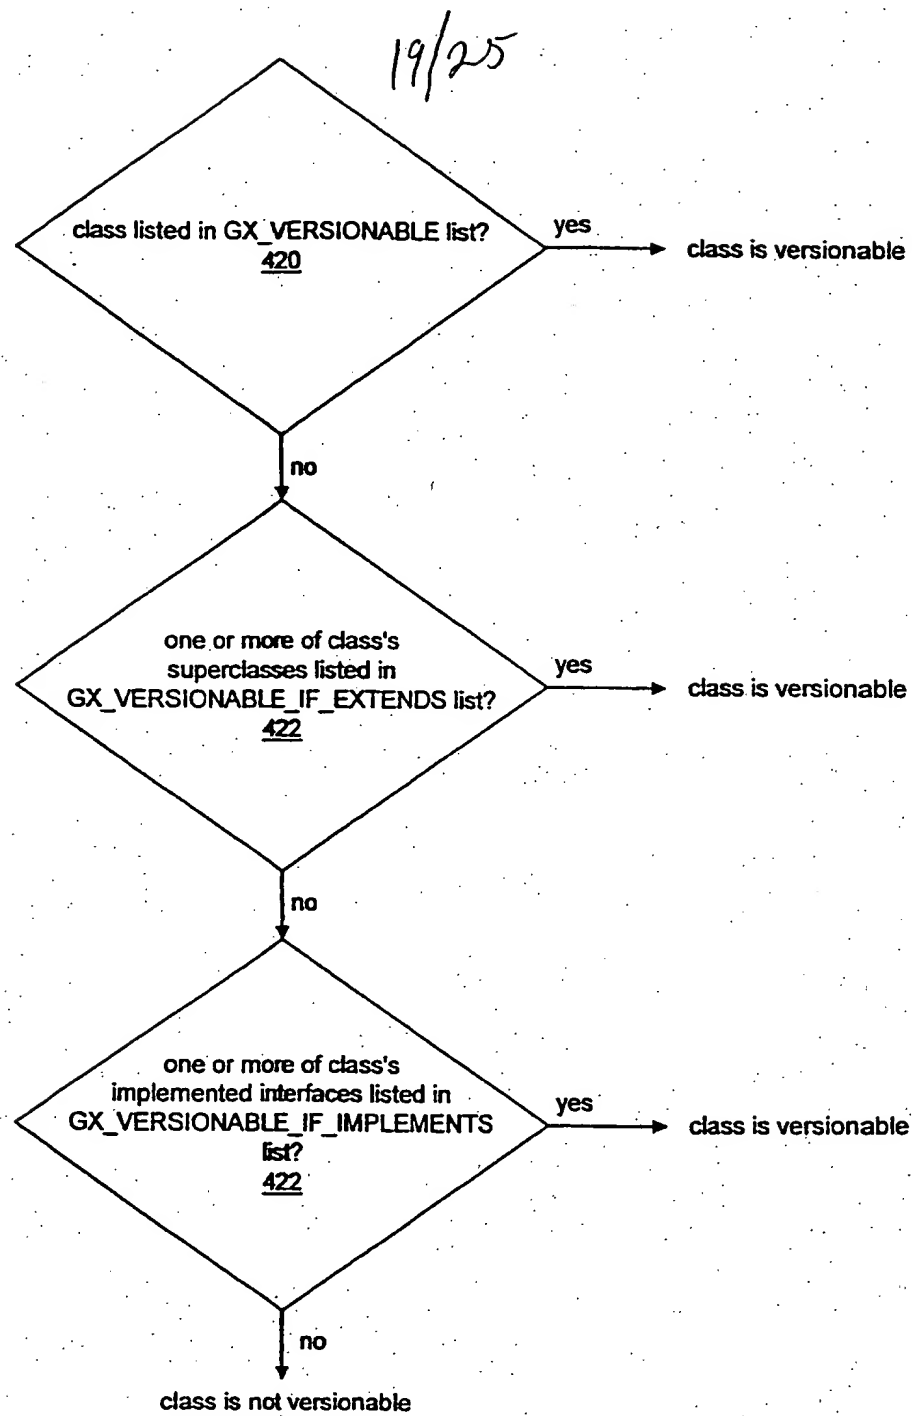 19/25
class listed in GX_VERSIONABLE list?
420
yes
class is versionable
no
one or more of class's
superclasses listed in
GX_VERSIONABLE_IF_EXTENDS list?
422
yes
class is versionable
no
one or more of class's
implemented interfaces listed in
GX_VERSIONABLE_IF_IMPLEMENTS
list?
422
yes
class is versionable
no
class is not versionable